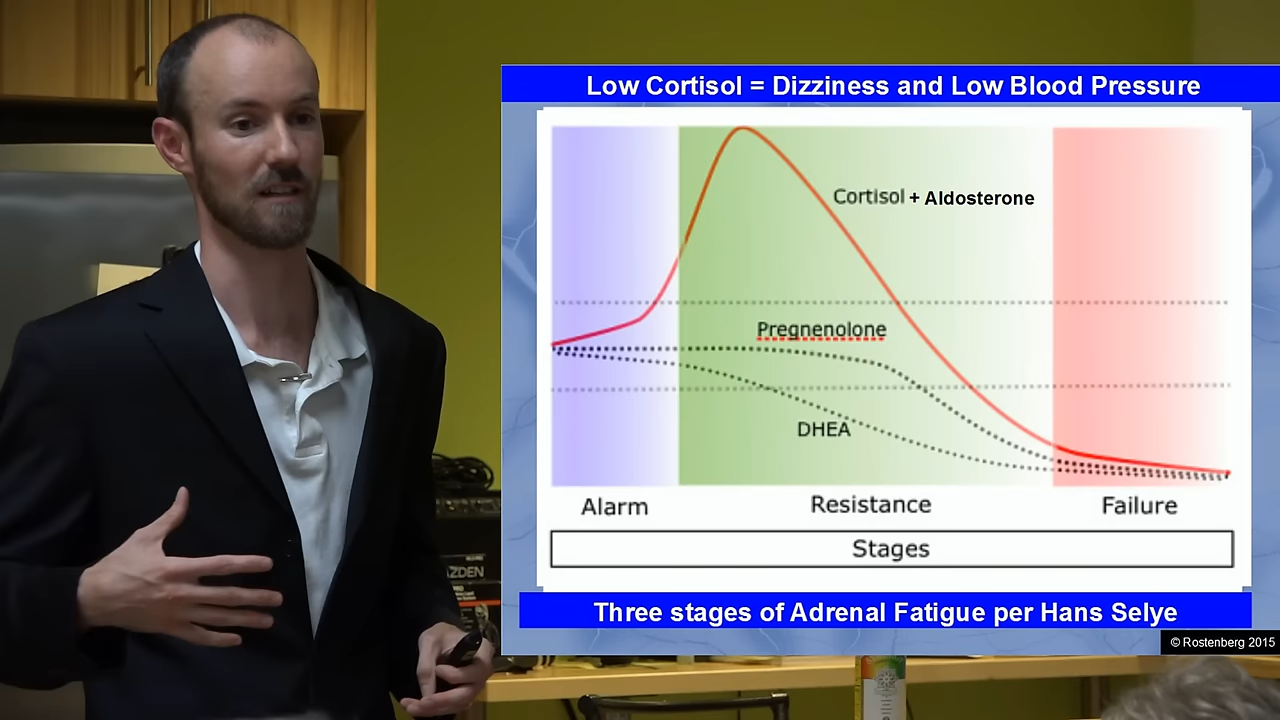 Low Cortisol = Dizziness and Low Blood Pressure
Cortisol + Aldosterone
Pregnenolone
DHEA
Alarm
Resistance
Failure
Stages
Three stages of Adrenal Fatigue per Hans Selye
© Rostenberg 2015
AZDEN